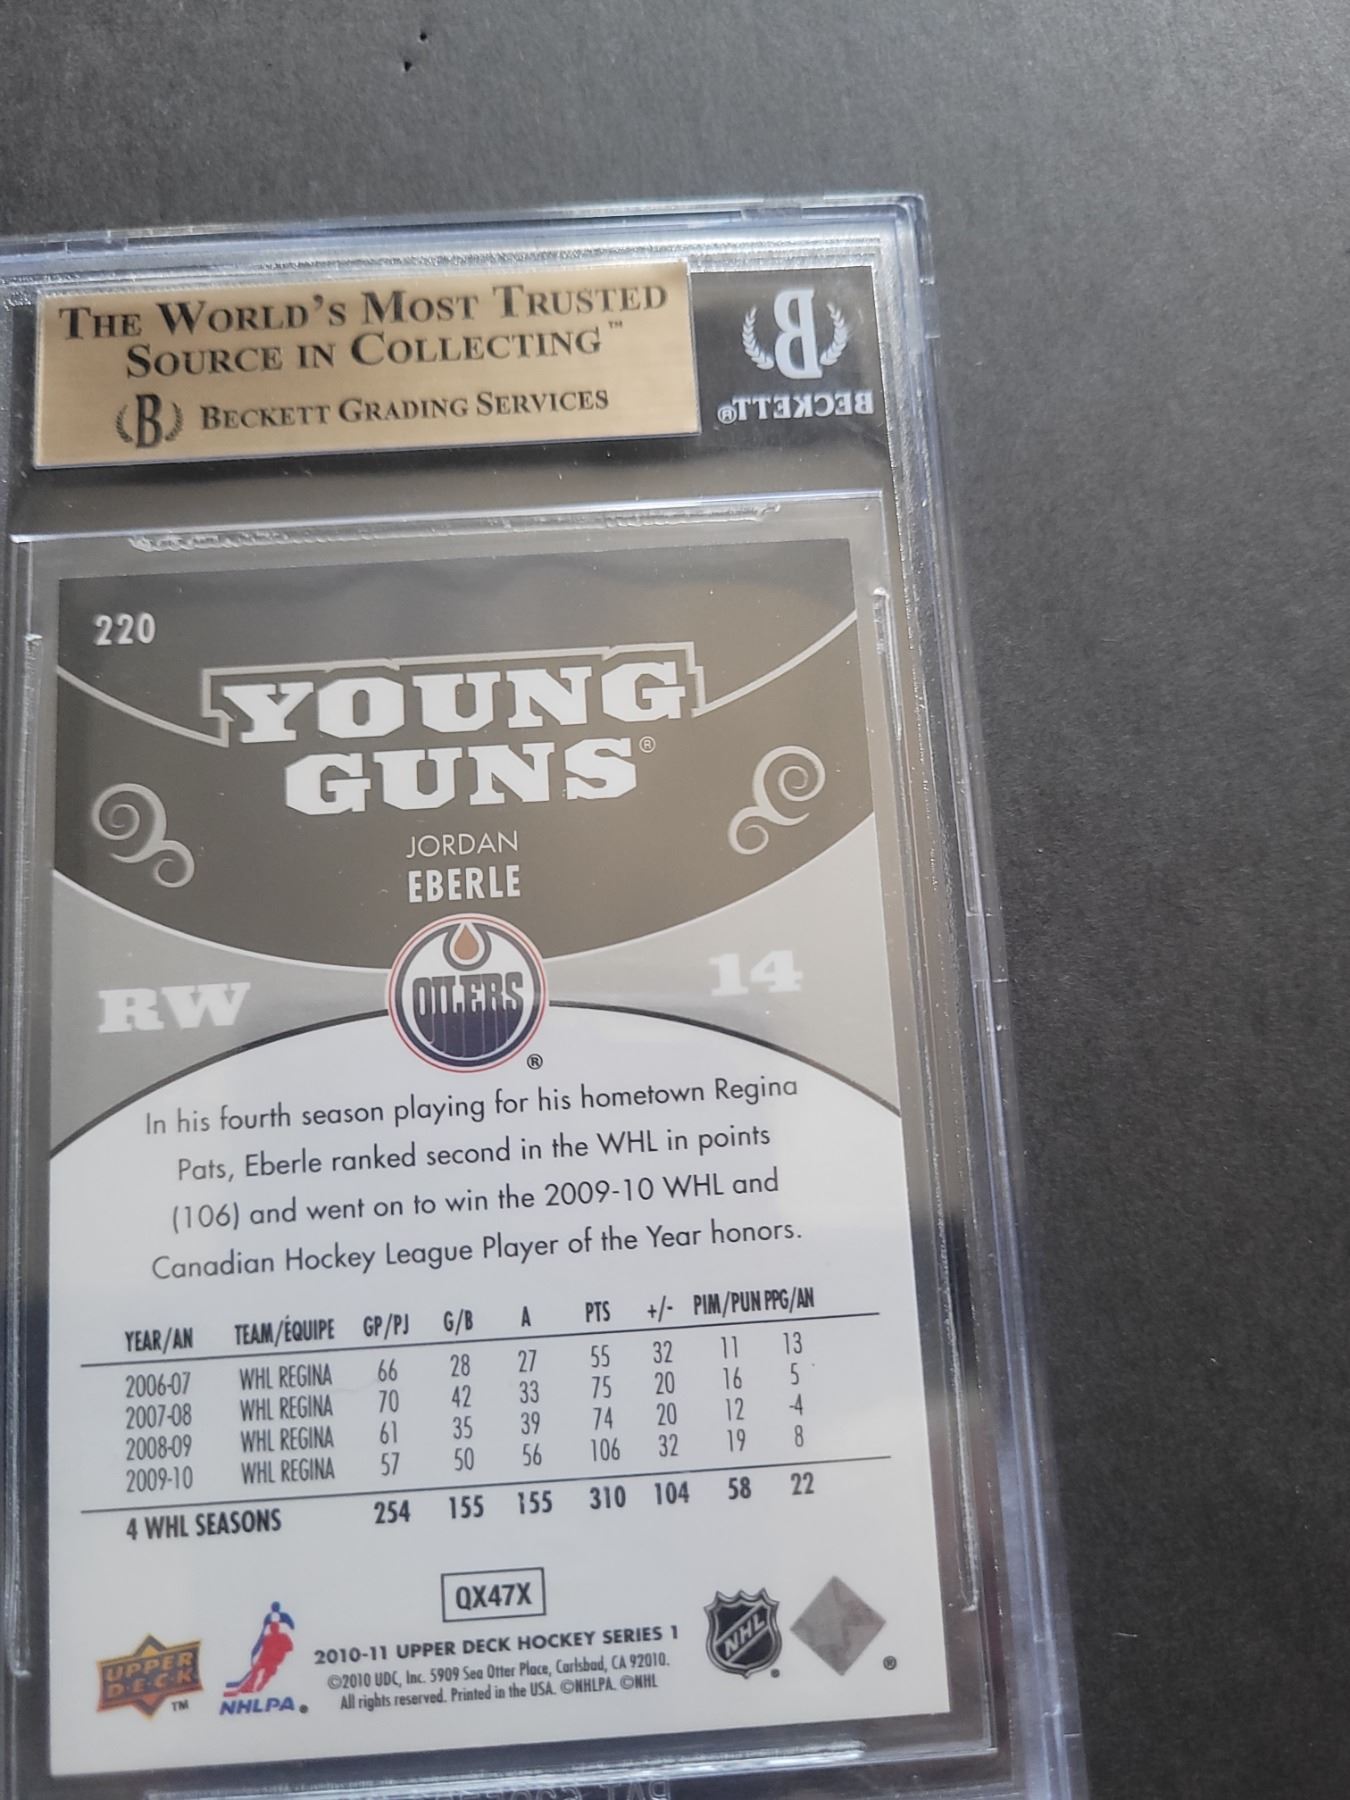 THE WORLD'S MOST TRUSTED
SOURCE IN COLLECTING™
B BECKETT GRADING SERVICES
B
BECKETT®
220
YOUNG
GUNS®
JORDAN
EBERLE
RW
14
OILERS
®
In his fourth season playing for his hometown Regina
Pats, Eberle ranked second in the WHL in points
(106) and went on to win the 2009-10 WHL and
Canadian Hockey League Player of the Year honors.
YEAR/AN TEAM/ÉQUIPE GP/PJ G/B A PTS +/- PIM/PUN PPG/AN
2006-07 WHL REGINA 66 28 27 55 32 11 13
2007-08 WHL REGINA 70 42 33 75 20 16 5
2008-09 WHL REGINA 61 35 39 74 20 12 -4
2009-10 WHL REGINA 57 50 56 106 32 19 8
4 WHL SEASONS 254 155 155 310 104 58 22
QX47X
UPPER
DECK
TM
NHLPA®
2010-11 UPPER DECK HOCKEY SERIES 1
©2010 UDC, Inc. 5909 Sea Otter Place, Carlsbad, CA 92010.
All rights reserved. Printed in the USA. ©NHLPA. ©NHL
NHL
®